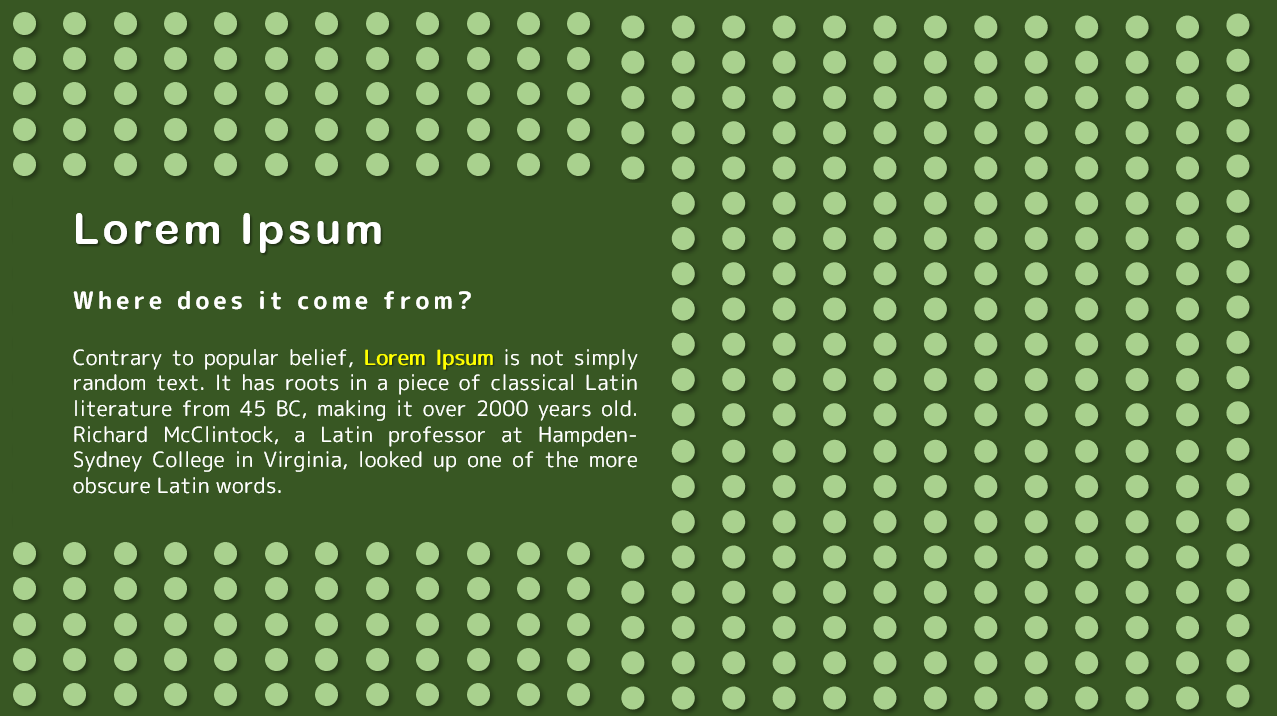 Lorem Ipsum
Where does it come from?
Contrary to popular belief, Lorem Ipsum is not simply
random text. It has roots in a piece of classical Latin
literature from 45 BC, making it over 2000 years old.
Richard McClintock, a Latin professor at Hampden-
Sydney College in Virginia, looked up one of the more
obscure Latin words.